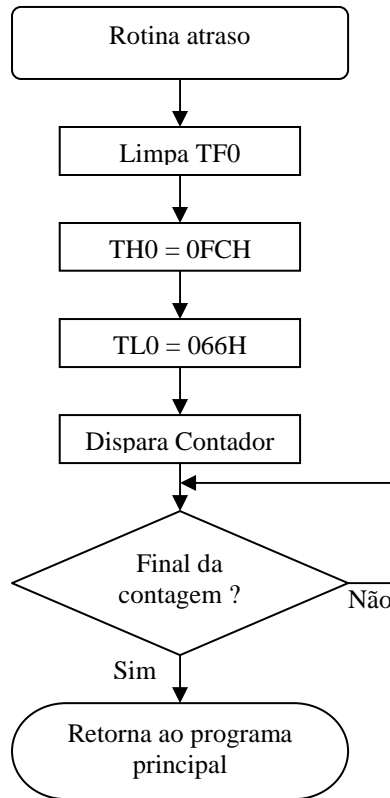 Rotina atraso
Limpa TF0
TH0 = 0FCH
TL0 = 066H
Dispara Contador
Final da
contagem ?
Não
Sim
Retorna ao programa
principal